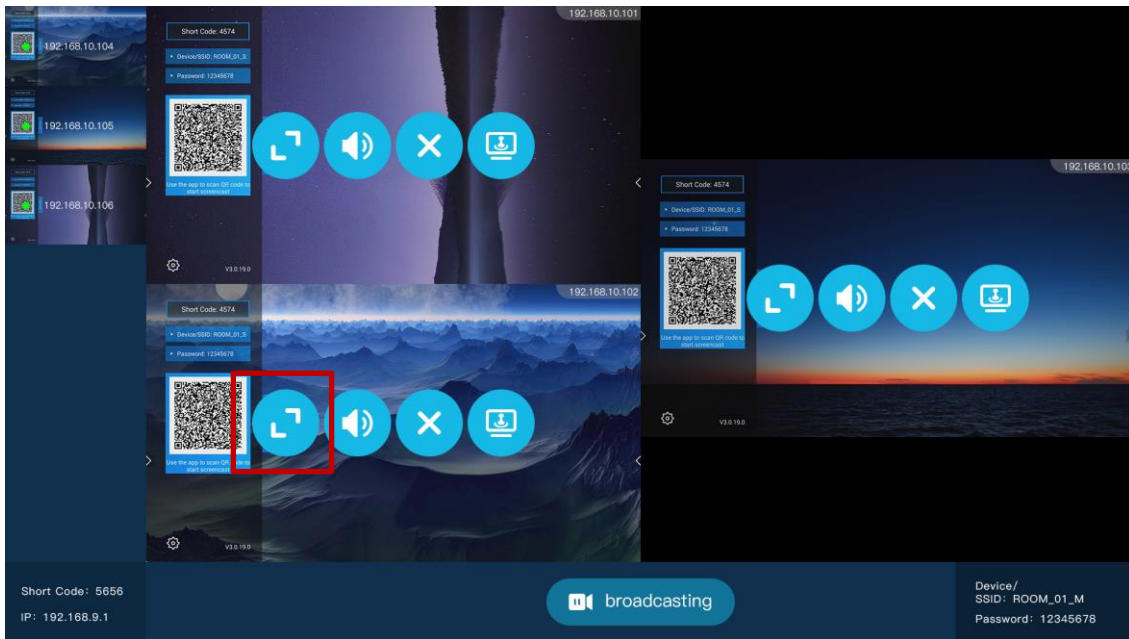 192.168.10.104
192.168.10.105
192.168.10.106
192.168.10.101
Short Code: 4574
Device/SSID: ROOM_01_S
Password: 12345678
Use the app to scan QR code to
start screencast
V3.0.19.0
192.168.10.102
Short Code: 4574
Device/SSID: ROOM_01_S
Password: 12345678
Use the app to scan QR code to
start screencast
V3.0.19.0
192.168.10.103
Short Code: 4574
Device/SSID: ROOM_01_S
Password: 12345678
Use the app to scan QR code to
start screencast
V3.0.19.0
Short Code: 5656
IP: 192.168.9.1
broadcasting
Device/
SSID: ROOM_01_M
Password: 12345678